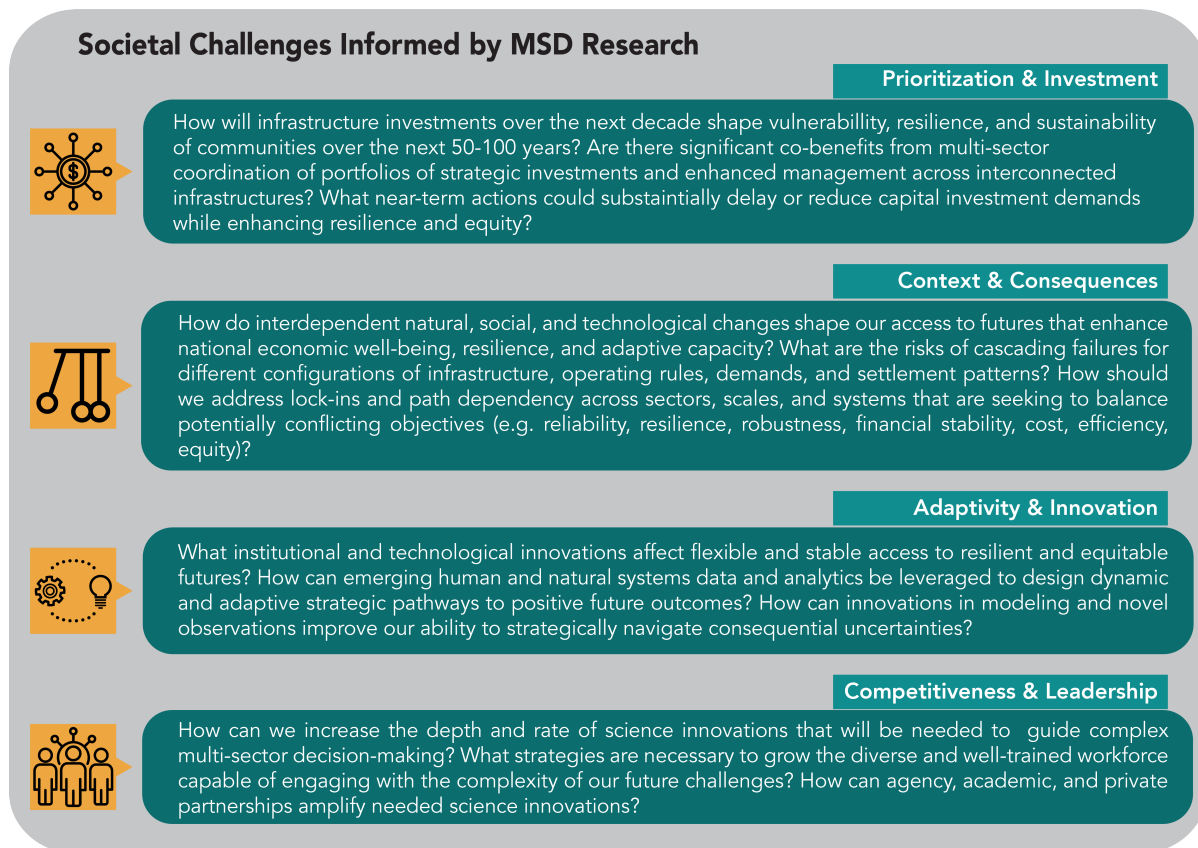 Societal Challenges Informed by MSD Research
Prioritization & Investment
How will infrastructure investments over the next decade shape vulnerabillity, resilience, and sustainability
of communities over the next 50-100 years? Are there significant co-benefits from multi-sector
coordination of portfolios of strategic investments and enhanced management across interconnected
infrastructures? What near-term actions could substaintially delay or reduce capital investment demands
while enhancing resilience and equity?
$
Context & Consequences
How do interdependent natural, social, and technological changes shape our access to futures that enhance
national economic well-being, resilience, and adaptive capacity? What are the risks of cascading failures for
different configurations of infrastructure, operating rules, demands, and settlement patterns? How should
we address lock-ins and path dependency across sectors, scales, and systems that are seeking to balance
potentially conflicting objectives (e.g. reliability, resilience, robustness, financial stability, cost, efficiency,
equity)?
Adaptivity & Innovation
What institutional and technological innovations affect flexible and stable access to resilient and equitable
futures? How can emerging human and natural systems data and analytics be leveraged to design dynamic
and adaptive strategic pathways to positive future outcomes? How can innovations in modeling and novel
observations improve our ability to strategically navigate consequential uncertainties?
Competitiveness & Leadership
How can we increase the depth and rate of science innovations that will be needed to guide complex
multi-sector decision-making? What strategies are necessary to grow the diverse and well-trained workforce
capable of engaging with the complexity of our future challenges? How can agency, academic, and private
partnerships amplify needed science innovations?